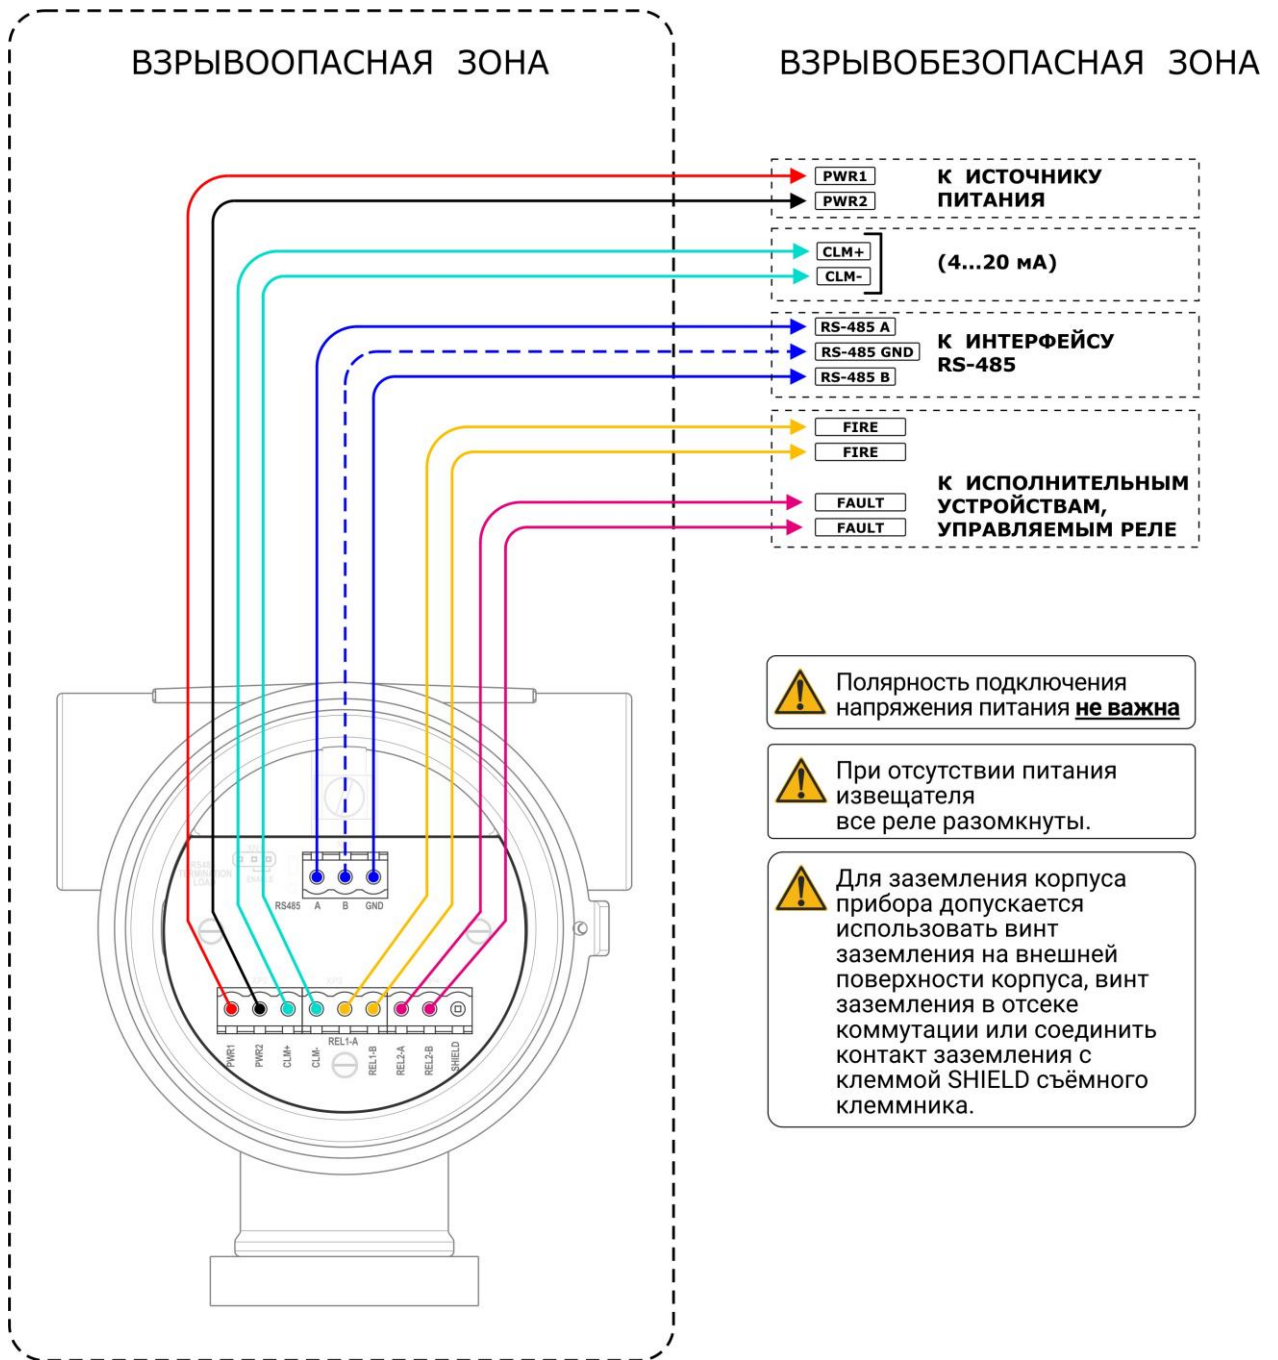 ВЗРЫВООПАСНАЯ ЗОНА
ВЗРЫВОБЕЗОПАСНАЯ ЗОНА
PWR1
PWR2
К ИСТОЧНИКУ
ПИТАНИЯ
CLM+
CLM-
(4...20 мА)
RS-485 A
RS-485 GND
RS-485 B
К ИНТЕРФЕЙСУ
RS-485
FIRE
FIRE
FAULT
FAULT
К ИСПОЛНИТЕЛЬНЫМ
УСТРОЙСТВАМ,
УПРАВЛЯЕМЫМ РЕЛЕ
Полярность подключения
напряжения питания не важна
При отсутствии питания
извещателя
все реле разомкнуты.
Для заземления корпуса
прибора допускается
использовать винт
заземления на внешней
поверхности корпуса, винт
заземления в отсеке
коммутации или соединить
контакт заземления с
клеммой SHIELD съёмного
клеммника.
RS485
TERMINATION
LOAD
RS485 A B GND
PWR1
PWR2
CLM+
CLM-
REL1-A
REL1-B
REL2-A
REL2-B
SHIELD